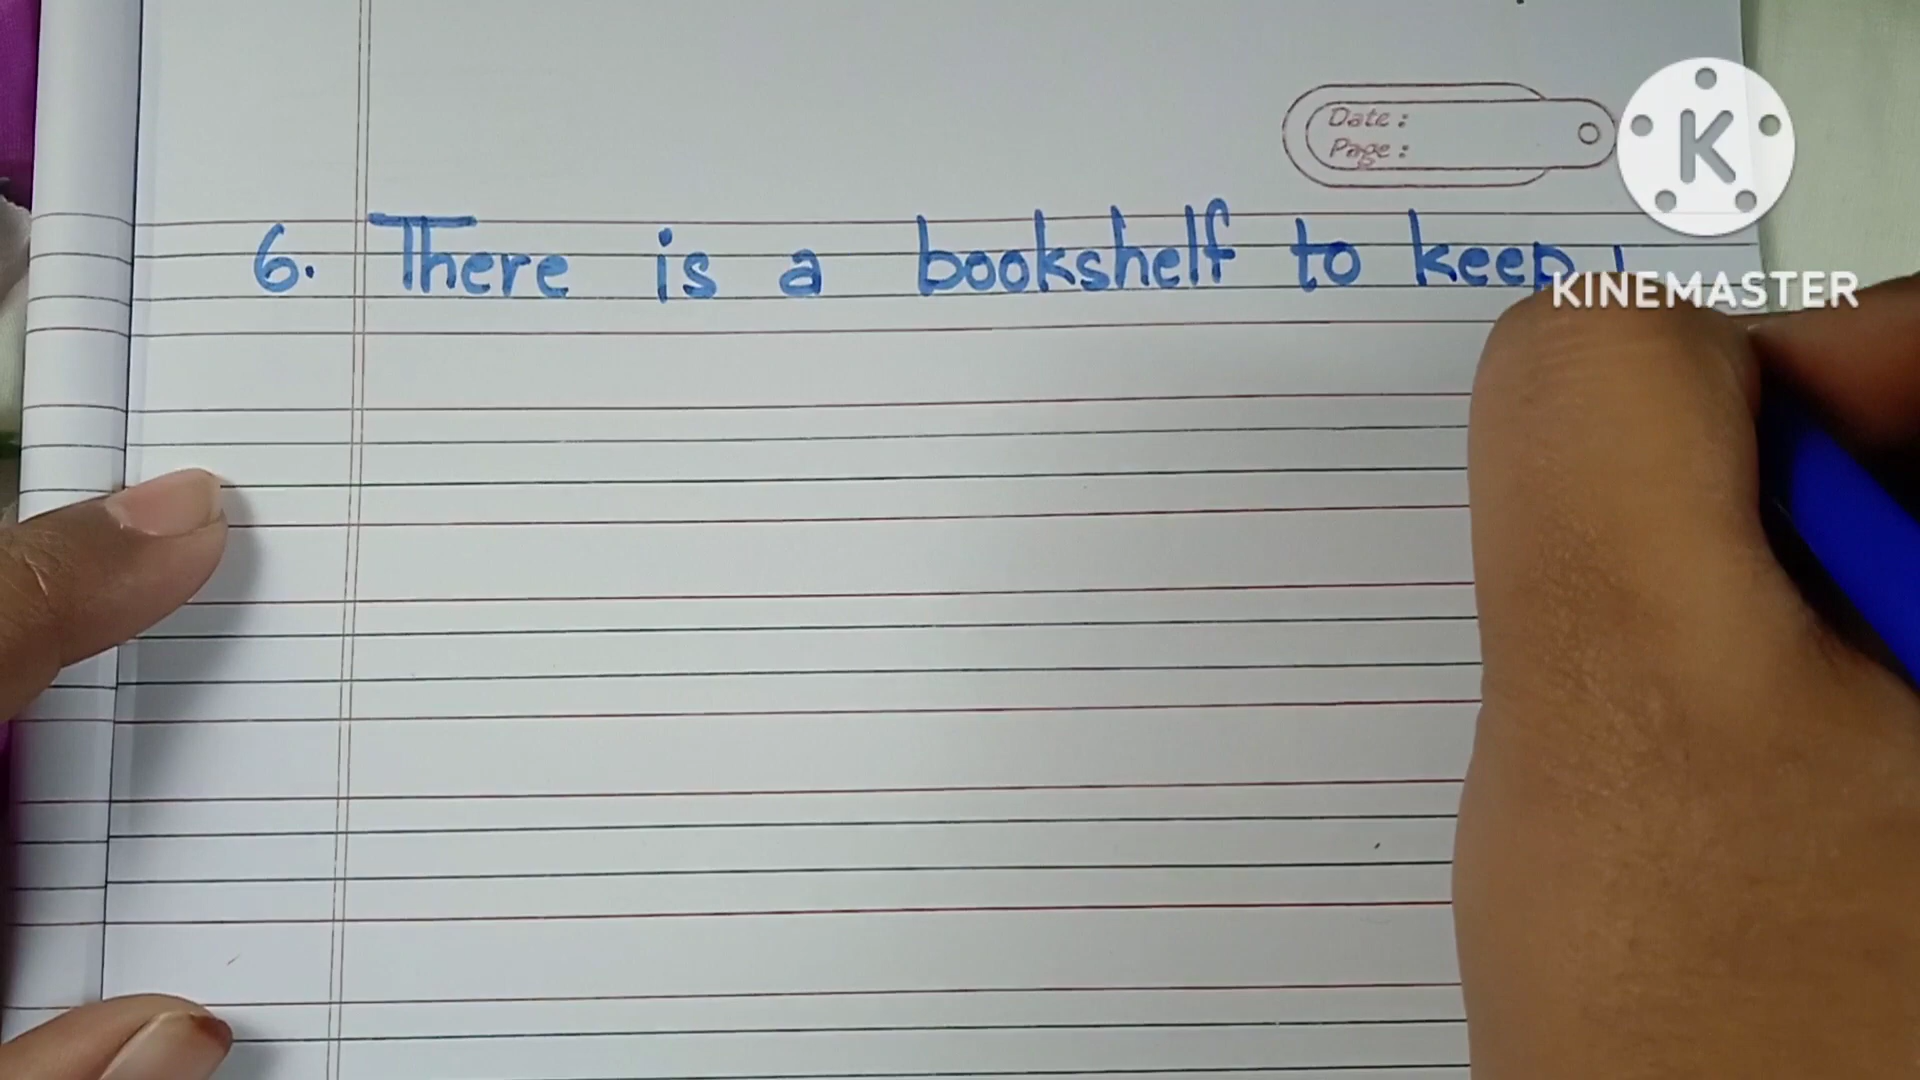 Date :
Page :
K
6. There is a bookshelf to keep
KINEMASTER